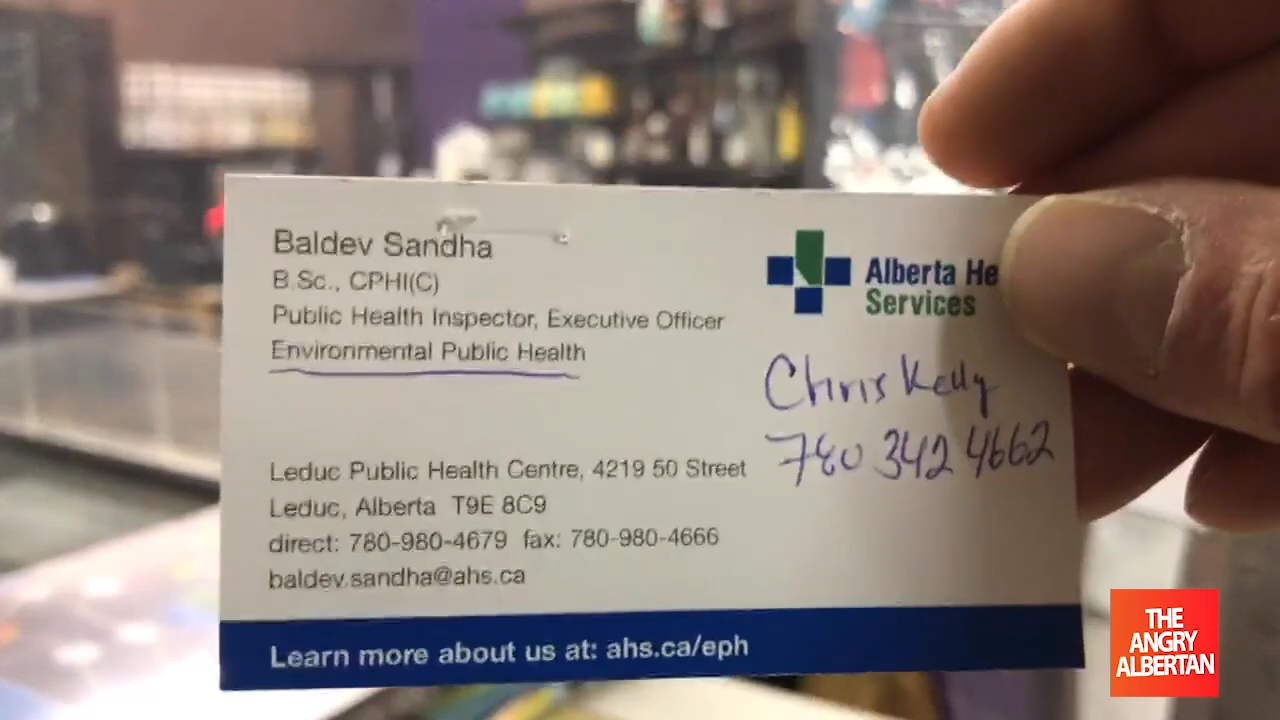 Baldev Sandha
B.Sc., CPHI(C)
Public Health Inspector, Executive Officer
Environmental Public Health
Alberta He
Services
Chris Kelly
780 342 4662
Leduc Public Health Centre, 4219 50 Street
Leduc, Alberta T9E 8C9
direct: 780-980-4679 fax: 780-980-4666
baldev.sandha@ahs.ca
Learn more about us at: ahs.ca/eph
THE
ANGRY
ALBERTAN